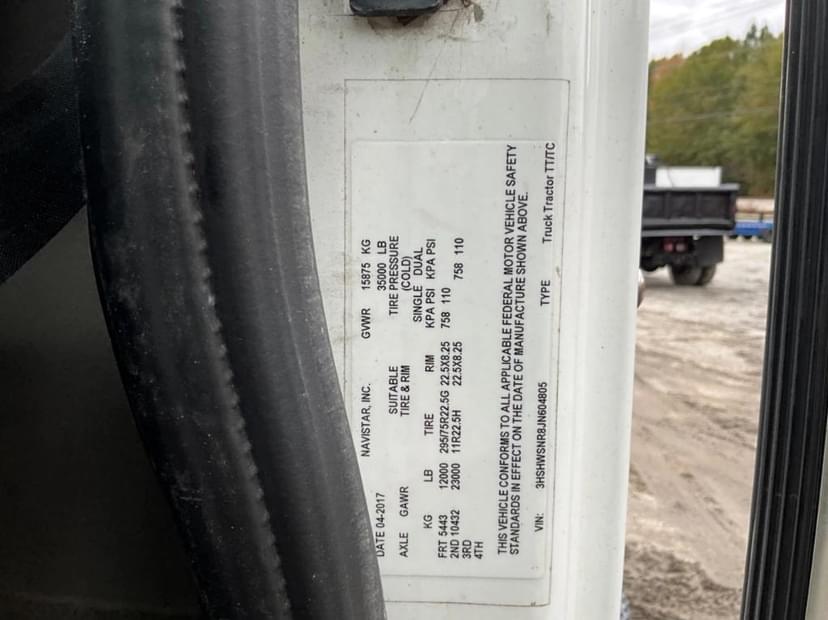 NAVISTAR, INC. GVWR 15875 KG
DATE 04-2017 35000 LB
SUITABLE TIRE PRESSURE
AXLE GAWR TIRE & RIM (COLD)
SINGLE DUAL
KG LB TIRE RIM KPA PSI KPA PSI
FRT 5443 12000 295/75R22.5G 22.5X8.25 758 110
2ND 10432 23000 11R22.5H 22.5X8.25 758 110
3RD
4TH
THIS VEHICLE CONFORMS TO ALL APPLICABLE FEDERAL MOTOR VEHICLE SAFETY
STANDARDS IN EFFECT ON THE DATE OF MANUFACTURE SHOWN ABOVE.
VIN: 3HSHWSNR8JN604805 TYPE Truck Tractor TT/TC